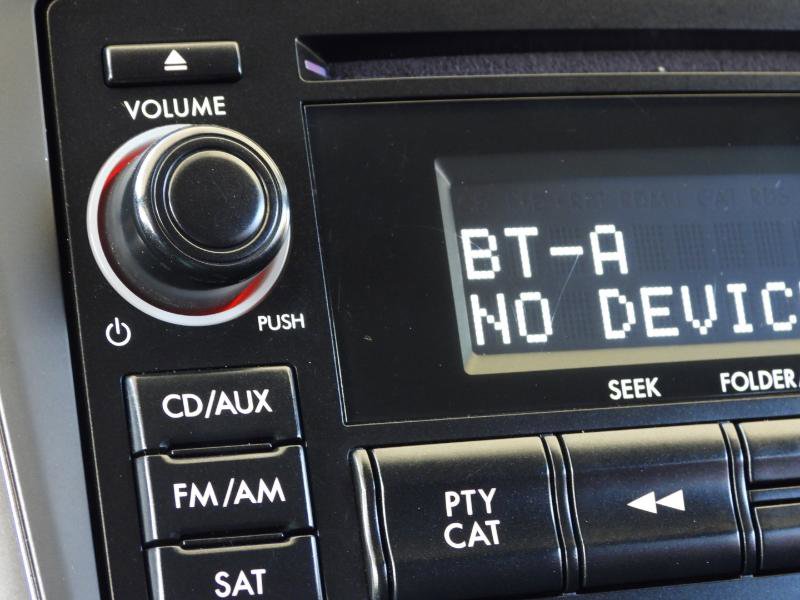 VOLUME
PUSH
BT-A
NO DEVIC
SEEK
FOLDER/
CD/AUX
FM/AM
SAT
PTY
CAT